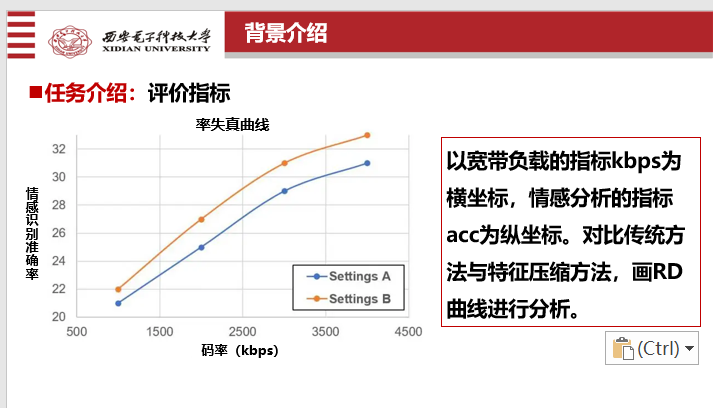 西安电子科技大学
XIDIAN UNIVERSITY
背景介绍
■任务介绍：评价指标
率失真曲线
情感识别准确率
32
30
28
26
24
22
20
500
1500
2500
3500
4500
Settings A
Settings B
码率（kbps）
以宽带负载的指标kbps为
横坐标，情感分析的指标
acc为纵坐标。对比传统方
法与特征压缩方法，画RD
曲线进行分析。
(Ctrl)